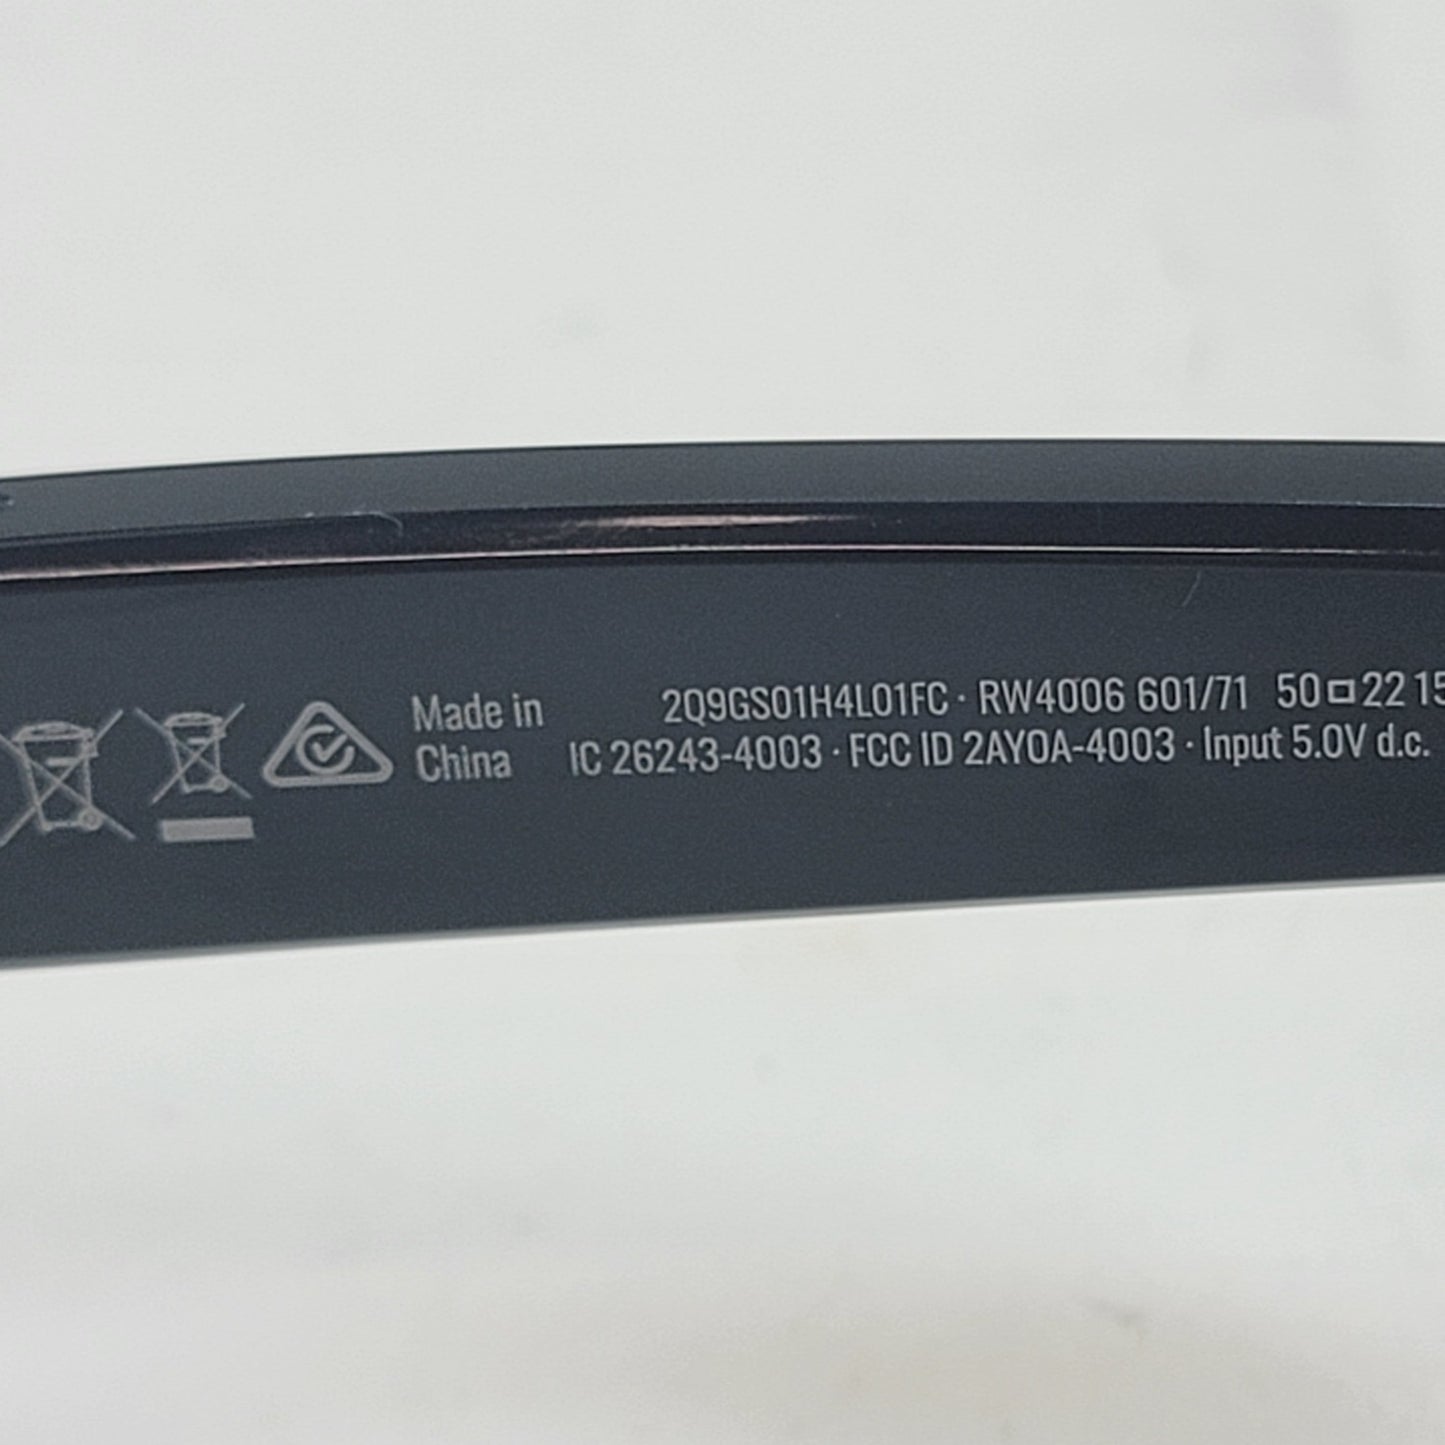 Made in
China
2Q9GS01H4L01FC · RW4006 601/71 50□22 15
IC 26243-4003 · FCC ID 2AYOA-4003 · Input 5.0V d.c.